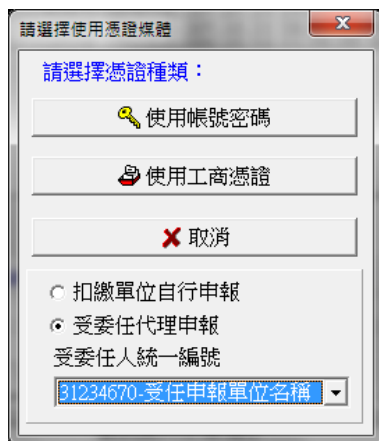 請選擇使用憑證媒體
請選擇憑證種類：
使用帳號密碼
使用工商憑證
取消
扣繳單位自行申報
受委任代理申報
受委任人統一編號
31234670-受任申報單位名稱